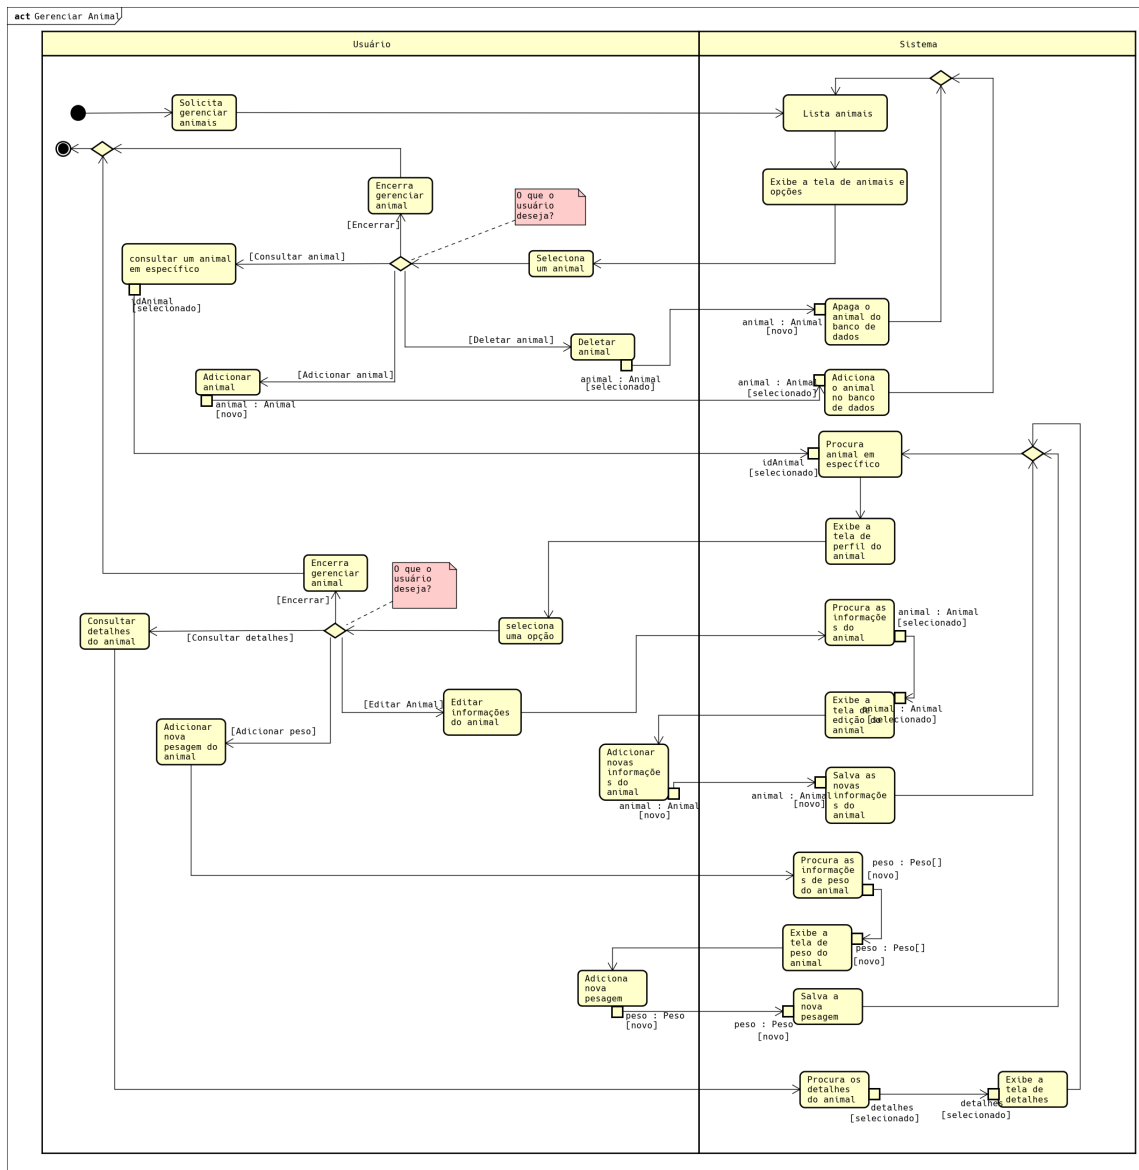 act Gerenciar Animal
Usuário
Sistema
Solicita
gerenciar
animais
Lista animais
Exibe a tela de animais e
opções
Encerra
gerenciar
animal
O que o
usuário
deseja?
[Encerrar]
consultar um animal
em específico
[Consultar animal]
Seleciona
um animal
idAnimal
[selecionado]
Apaga o
animal do
banco de
dados
animal : Animal
[novo]
[Deletar animal]
Deletar
animal
animal : Animal
[selecionado]
[Adicionar animal]
Adicionar
animal
animal : Animal
[novo]
Adiciona
o animal
no banco
de dados
animal : Animal
[selecionado]
Procura
animal em
específico
idAnimal
[selecionado]
Exibe a
tela de
perfil do
animal
Encerra
gerenciar
animal
O que o
usuário
deseja?
[Encerrar]
Consultar
detalhes
do animal
[Consultar detalhes]
seleciona
uma opção
Procura as
informaçõe
s do
animal
animal : Animal
[selecionado]
[Editar Animal]
Editar
informações
do animal
Exibe a
tela de
edição do
animal
animal : Animal
[selecionado]
Adicionar
nova
pesagem do
animal
[Adicionar peso]
Adicionar
novas
informaçõe
s do
animal
animal : Animal
[novo]
Salva as
novas
informaçõe
s do
animal
animal : Animal
[novo]
Procura as
informaçõe
s de peso
do animal
peso : Peso[]
[novo]
Exibe a
tela de
peso do
animal
peso : Peso[]
[novo]
Adiciona
nova
pesagem
peso : Peso
[novo]
Salva a
nova
pesagem
peso : Peso
[novo]
Procura os
detalhes
do animal
detalhes
[selecionado]
Exibe a
tela de
detalhes
detalhes
[selecionado]